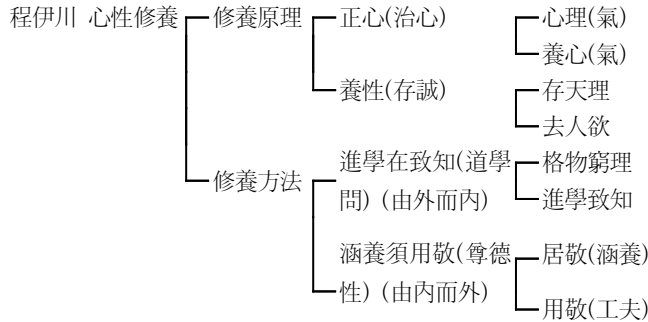 程伊川 心性修養 修養原理 正心(治心) 心理(氣)
養心(氣)
養性(存誠) 存天理
去人欲
修養方法 進學在致知(道學 格物窮理
問) (由外而內) 進學致知
涵養須用敬(尊德 居敬(涵養)
性) (由內而外) 用敬(工夫)